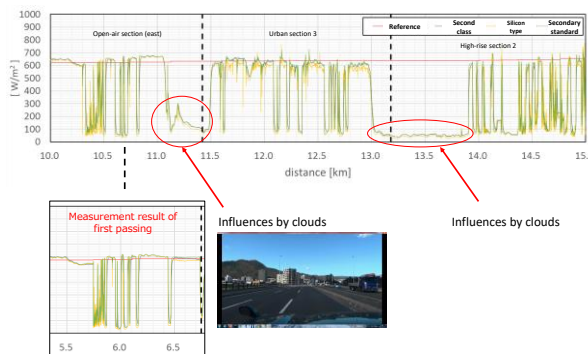 Open-air section (east)
Urban section 3
High-rise section 2
Reference
Second class
Silicon type
Secondary standard
[ W/m²]
800
700
600
500
400
300
200
100
0
10.0 10.5 11.0 11.5 12.0 12.5 13.0 13.5 14.0 14.5 15.
distance [km]
Measurement result of
first passing
Influences by clouds
Influences by clouds
5.5 6.0 6.5